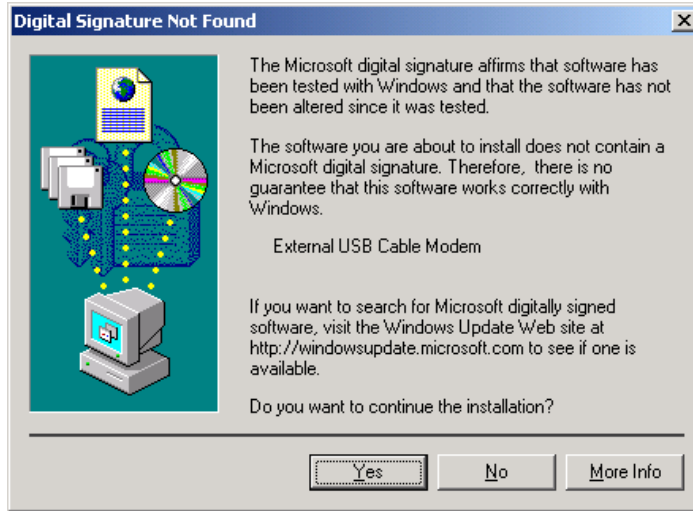 Digital Signature Not Found
The Microsoft digital signature affirms that software has
been tested with Windows and that the software has not
been altered since it was tested.
The software you are about to install does not contain a
Microsoft digital signature. Therefore,  there is no
guarantee that this software works correctly with
Windows.
External USB Cable Modem
If you want to search for Microsoft digitally signed
software, visit the Windows Update Web site at
http://windowsupdate.microsoft.com to see if one is
available.
Do you want to continue the installation?
Yes No More Info